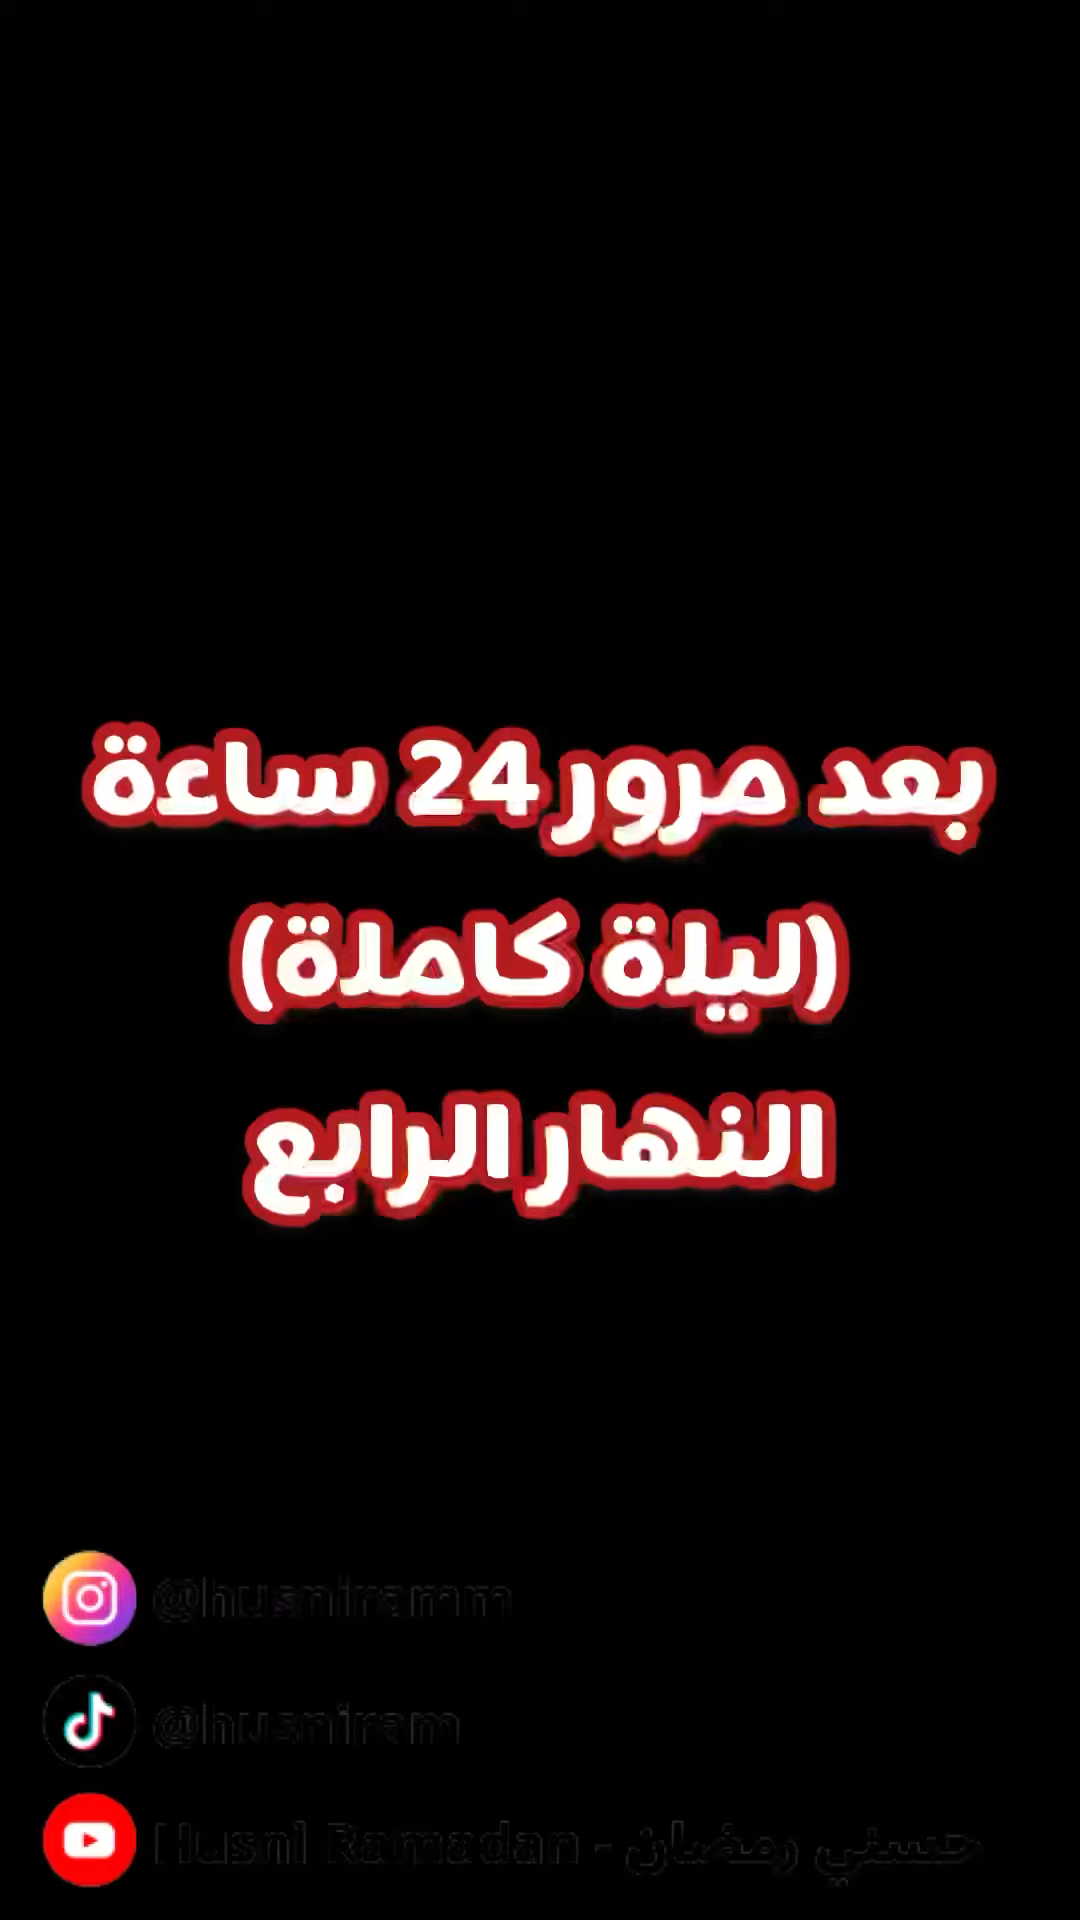 بعد مرور 24 ساعة
(ليلة كاملة)
النهار الرابع
@husniramm
@husniram
Husni Ramadan - حسني رمضان